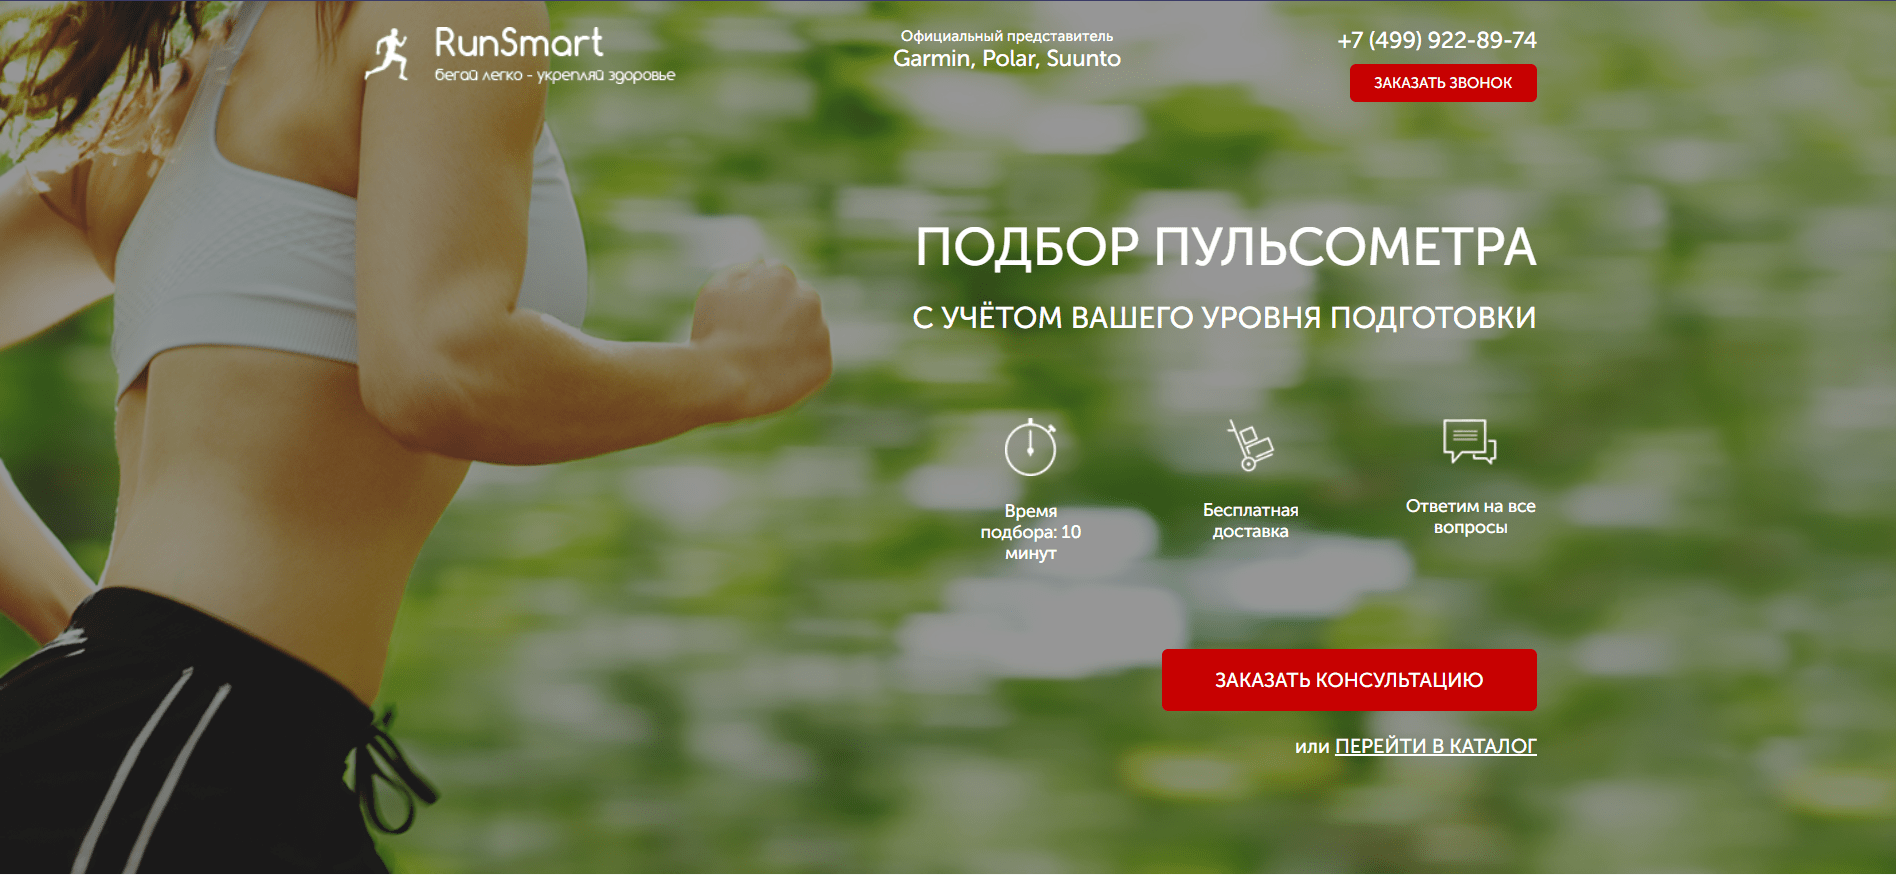 RunSmart
бегай легко - укрепляй здоровье
Официальный представитель
Garmin, Polar, Suunto
+7 (499) 922-89-74
ЗАКАЗАТЬ ЗВОНОК
ПОДБОР ПУЛЬСОМЕТРА
С УЧЁТОМ ВАШЕГО УРОВНЯ ПОДГОТОВКИ
Время
подбора: 10
минут
Бесплатная
доставка
Ответим на все
вопросы
ЗАКАЗАТЬ КОНСУЛЬТАЦИЮ
или ПЕРЕЙТИ В КАТАЛОГ